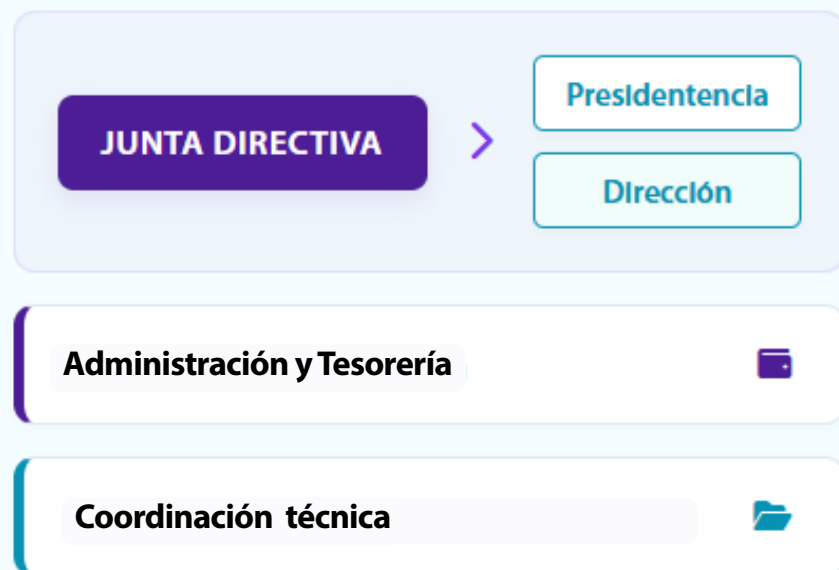 JUNTA DIRECTIVA
Presidentencia
Dirección
Administración y Tesorería
Coordinación técnica